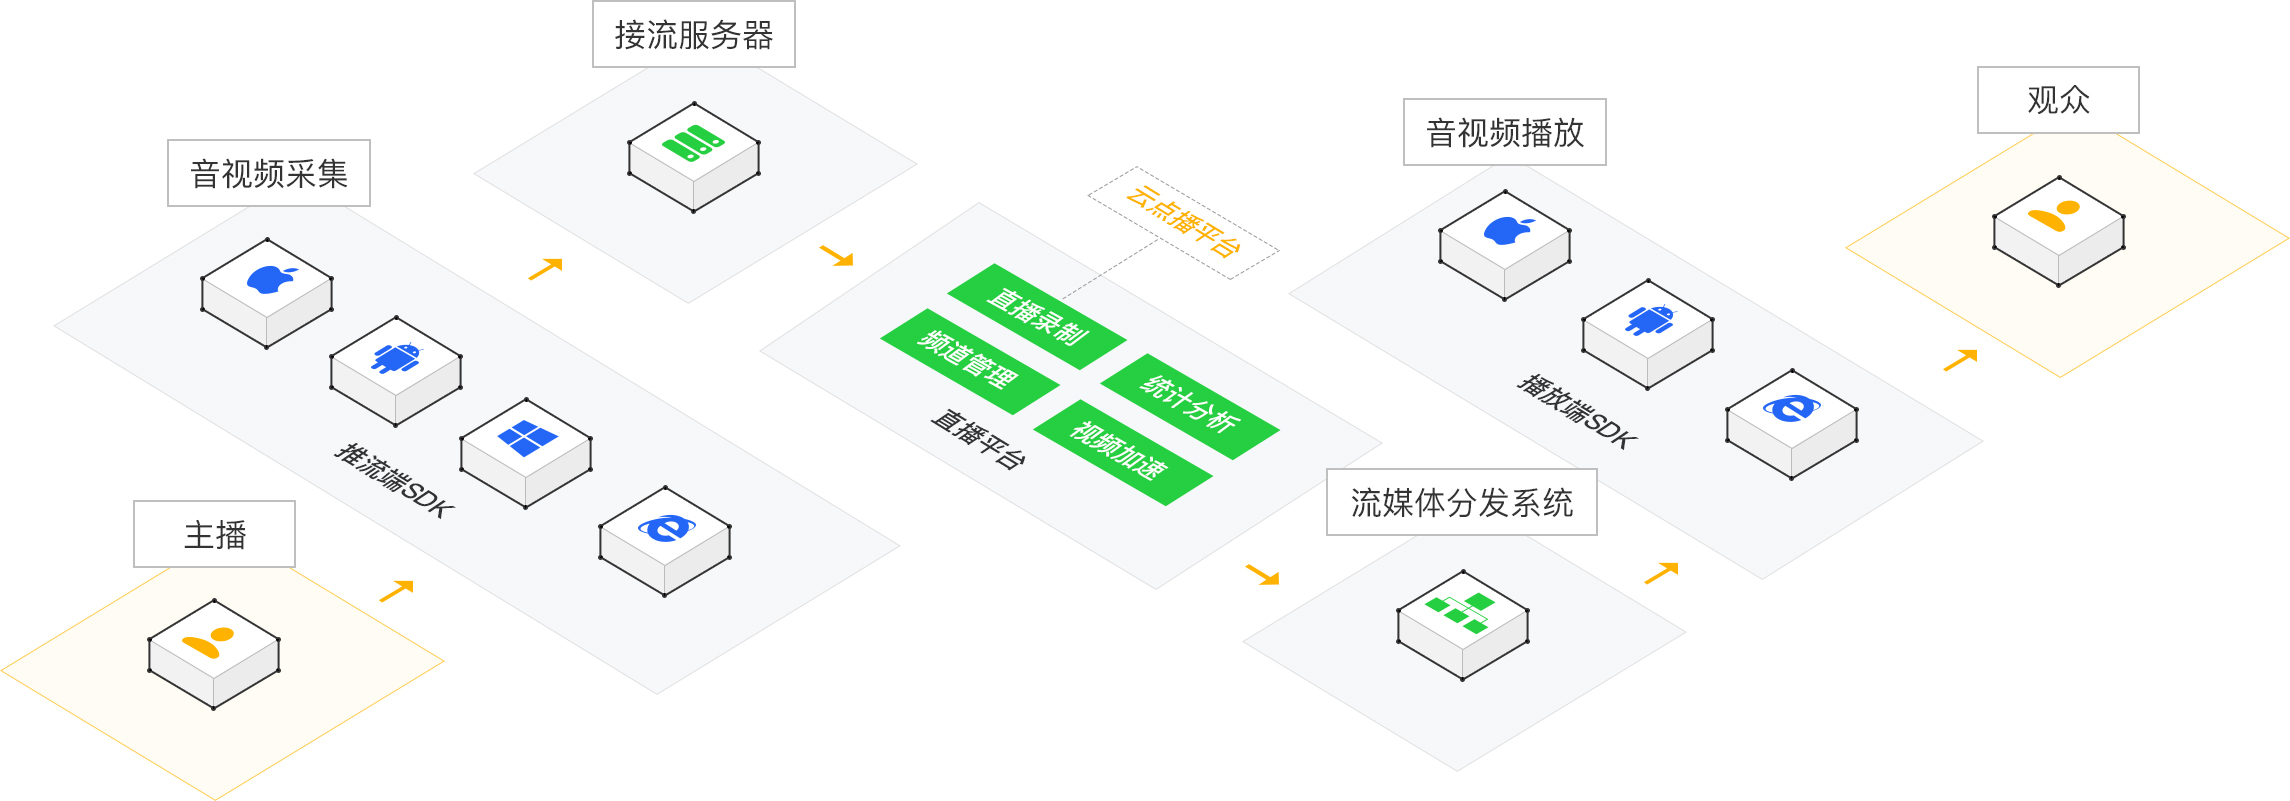 接流服务器
观众
音视频播放
音视频采集
云点播平台
直播录制
频道管理
统计分析
视频加速
直播平台
播放端SDK
推流端SDK
流媒体分发系统
主播